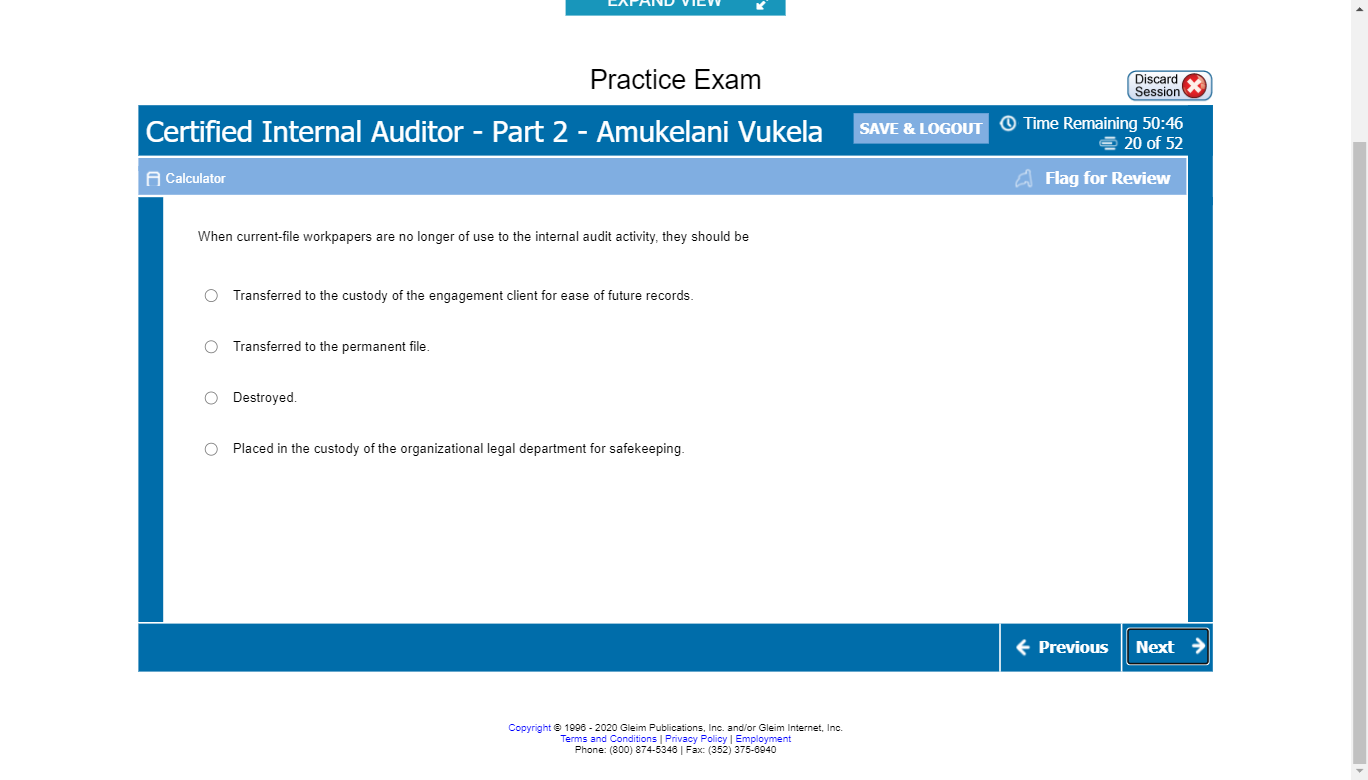 EXPAND VIEW
Practice Exam
Discard
Session
Certified Internal Auditor - Part 2 - Amukelani Vukela
SAVE & LOGOUT
Time Remaining 50:46
20 of 52
Calculator
Flag for Review
When current-file workpapers are no longer of use to the internal audit activity, they should be
Transferred to the custody of the engagement client for ease of future records.
Transferred to the permanent file.
Destroyed.
Placed in the custody of the organizational legal department for safekeeping.
Previous
Next
Copyright © 1996 - 2020 Gleim Publications, Inc. and/or Gleim Internet, Inc.
Terms and Conditions | Privacy Policy | Employment
Phone: (800) 874-5346 | Fax: (352) 375-6940